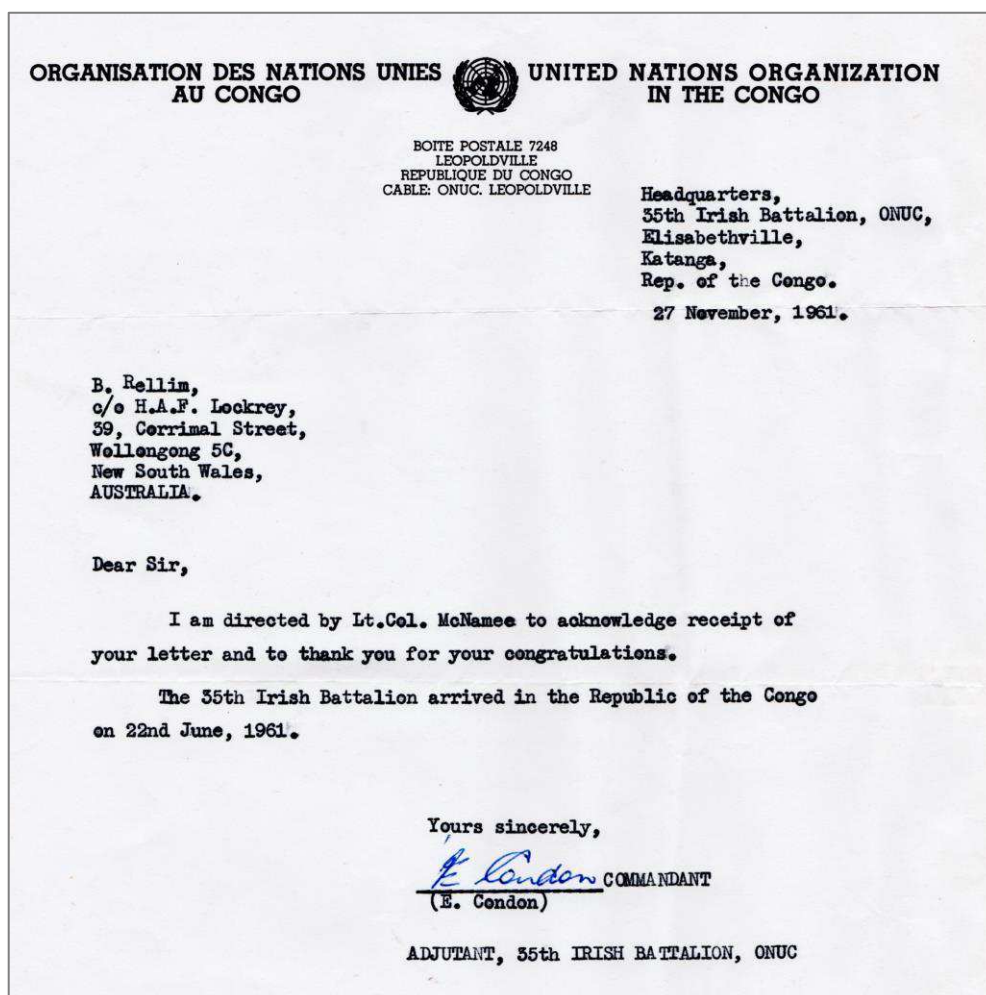 ORGANISATION DES NATIONS UNIES
AU CONGO
UNITED NATIONS ORGANIZATION
IN THE CONGO
BOITE POSTALE 7248
LEOPOLDVILLE
REPUBLIQUE DU CONGO
CABLE: ONUC. LEOPOLDVILLE
Headquarters,
35th Irish Battalion, ONUC,
Elisabethville,
Katanga,
Rep. of the Congo.
27 November, 1961.
B. Rellim,
c/o H.A.F. Lockrey,
39, Corrimal Street,
Wollongong 5C,
New South Wales,
AUSTRALIA.
Dear Sir,
I am directed by Lt.Col. McNamee to acknowledge receipt of
your letter and to thank you for your congratulations.
The 35th Irish Battalion arrived in the Republic of the Congo
on 22nd June, 1961.
Yours sincerely,
E Condon COMMANDANT
(E. Condon)
ADJUTANT, 35th IRISH BATTALION, ONUC